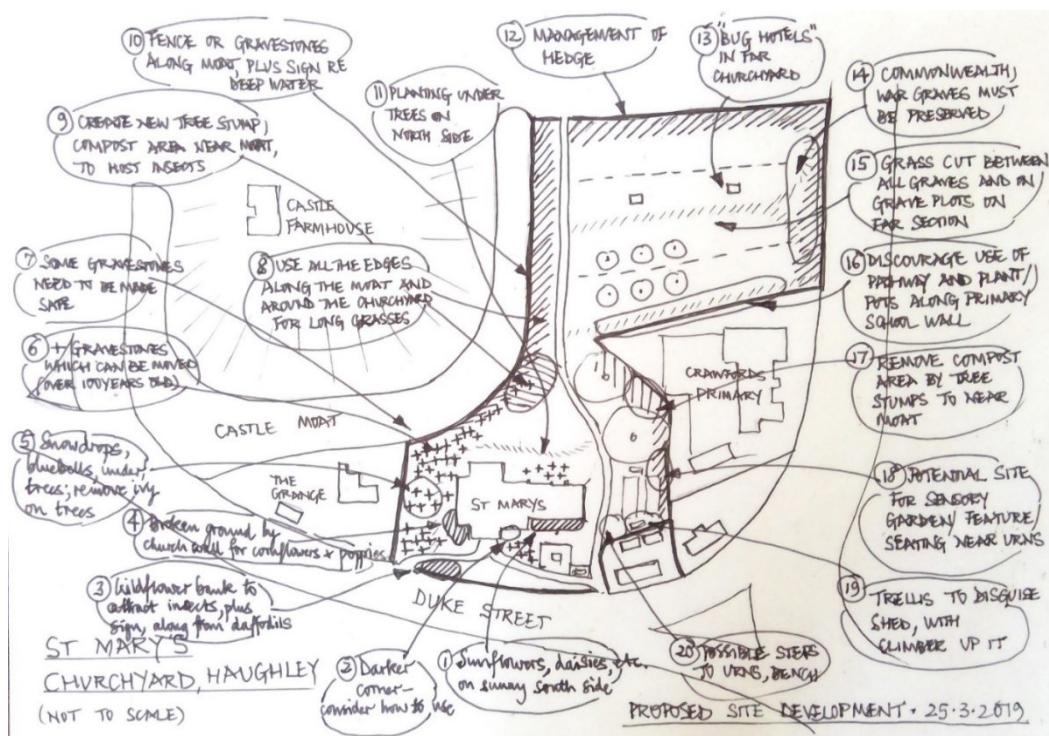 10 FENCE OR GRAVESTONES
ALONG MOAT, PLUS SIGN RE
DEEP WATER
12 MANAGEMENT OF
HEDGE
13 "BUG HOTELS"
IN FAR
CHURCHYARD
14 COMMONWEALTH
WAR GRAVES MUST
BE PRESERVED
9 CREATE NEW TREE STUMP,
COMPOST AREA NEAR MOAT,
TO HOST INSECTS
11 PLANTING UNDER
TREES ON
NORTH SIDE
15 GRASS CUT BETWEEN
ALL GRAVES AND ON
GRAVE PLOTS ON
FAR SECTION
CASTLE
FARMHOUSE
7 SOME GRAVESTONES
NEED TO BE MADE
SAFE
8 USE ALL THE EDGES
ALONG THE MOAT AND
AROUND THE CHURCHYARD
FOR LONG GRASSES
16 DISCOURAGE USE OF
PATHWAY AND PLANT/
POTS ALONG PRIMARY
SCHOOL WALL
6 +/GRAVESTONES
WHICH CAN BE MOVED
(OVER 100 YEARS OLD)
CRAWFORDS
PRIMARY
17 REMOVE COMPOST
AREA BY TREE
STUMPS TO NEAR
MOAT
CASTLE MOAT
5 Snowdrops,
bluebells, under
trees; remove ivy
on trees
THE
GRANGE
ST MARYS
18 POTENTIAL SITE
FOR SENSORY
GARDEN/FEATURE/
SEATING NEAR URNS
4 Broken ground by
church wall for cornflowers + poppies
3 Wildflower bank to
attract insects, plus
sign, along from daffodils
DUKE STREET
19 TRELLIS TO DISGUISE
SHED, WITH
CLIMBER UP IT
2 Darker
corner-
consider how to use
1 Sunflowers, daisies, etc.
on sunny south side
20 POSSIBLE STEPS
TO URNS, BENCH
ST MARY'S
CHURCHYARD, HAUGHLEY
(NOT TO SCALE)
PROPOSED SITE DEVELOPMENT · 25·3·2019